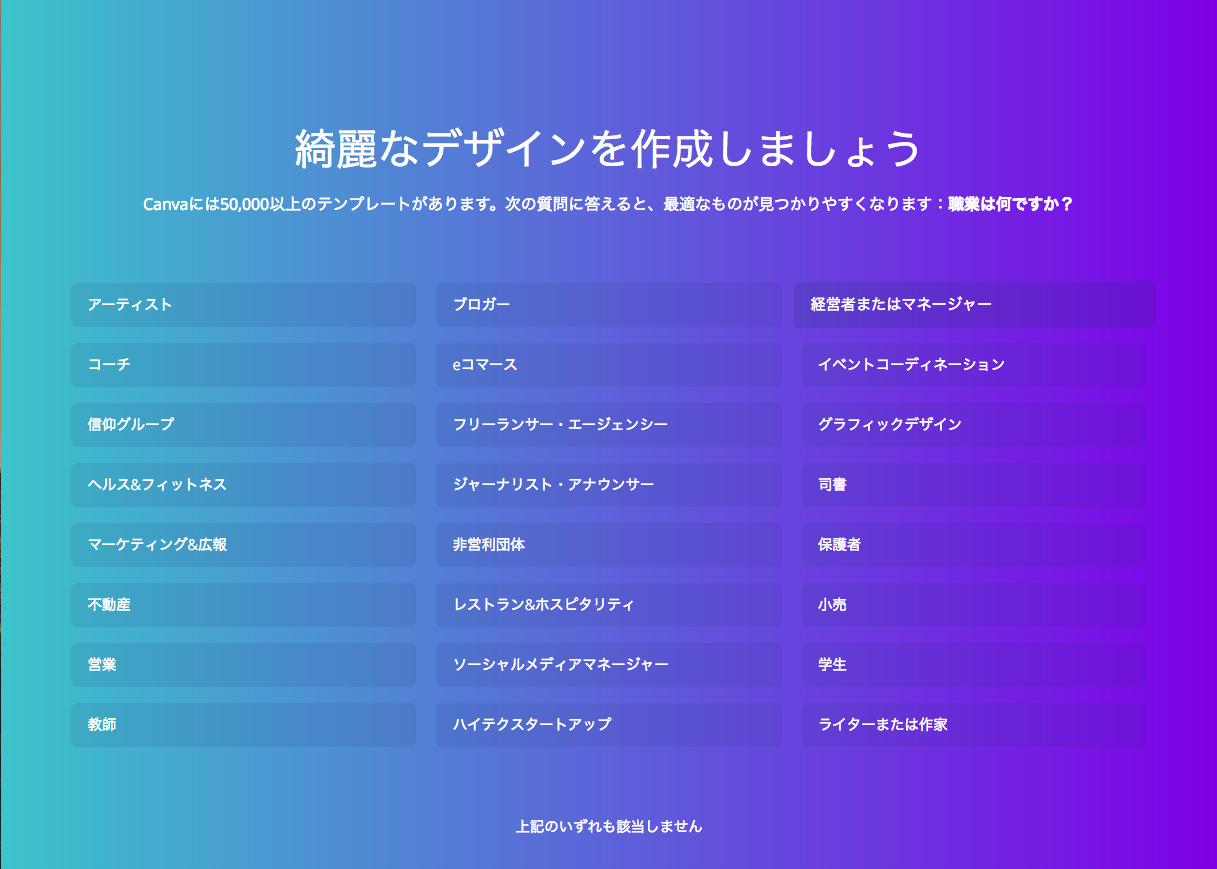 綺麗なデザインを作成しましょう
Canvaには50,000以上のテンプレートがあります。次の質問に答えると、最適なものが見つかりやすくなります：職業は何ですか？
アーティスト
ブロガー
経営者またはマネージャー
コーチ
eコマース
イベントコーディネーション
信仰グループ
フリーランサー・エージェンシー
グラフィックデザイン
ヘルス&フィットネス
ジャーナリスト・アナウンサー
司書
マーケティング&広報
非営利団体
保護者
不動産
レストラン&ホスピタリティ
小売
営業
ソーシャルメディアマネージャー
学生
教師
ハイテクスタートアップ
ライターまたは作家
上記のいずれも該当しません